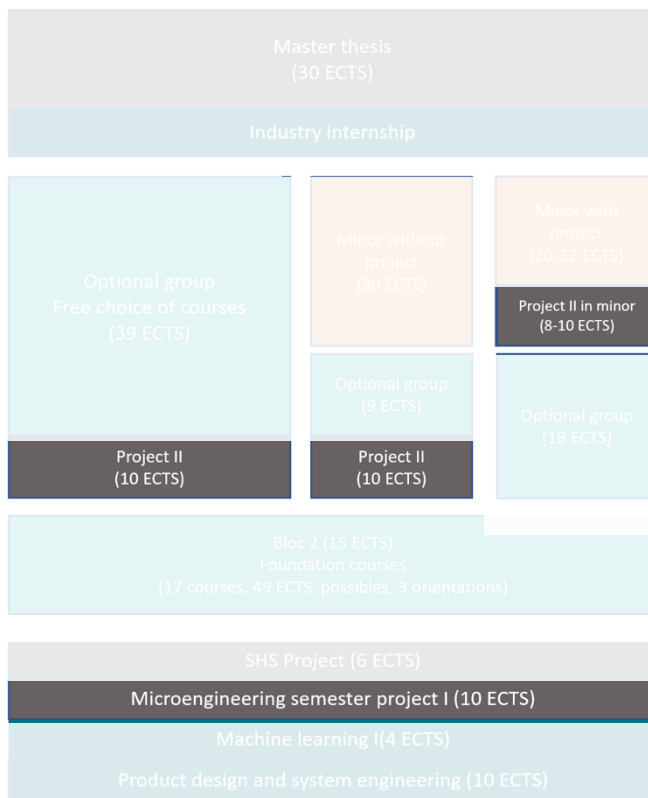 Master thesis
(30 ECTS)
Industry internship
Optional group
Free choice of courses
(39 ECTS)
Project II
(10 ECTS)
Minor without
project
(30 ECTS)
Optional group
(9 ECTS)
Project II
(10 ECTS)
Minor with
project
(20-22 ECTS)
Project II in minor
(8-10 ECTS)
Optional group
(19 ECTS)
Bloc 2 (15 ECTS)
Foundation courses
(17 courses, 49 ECTS possibles, 3 orientations)
SHS Project (6 ECTS)
Microengineering semester project I (10 ECTS)
Machine learning I(4 ECTS)
Product design and system engineering (10 ECTS)